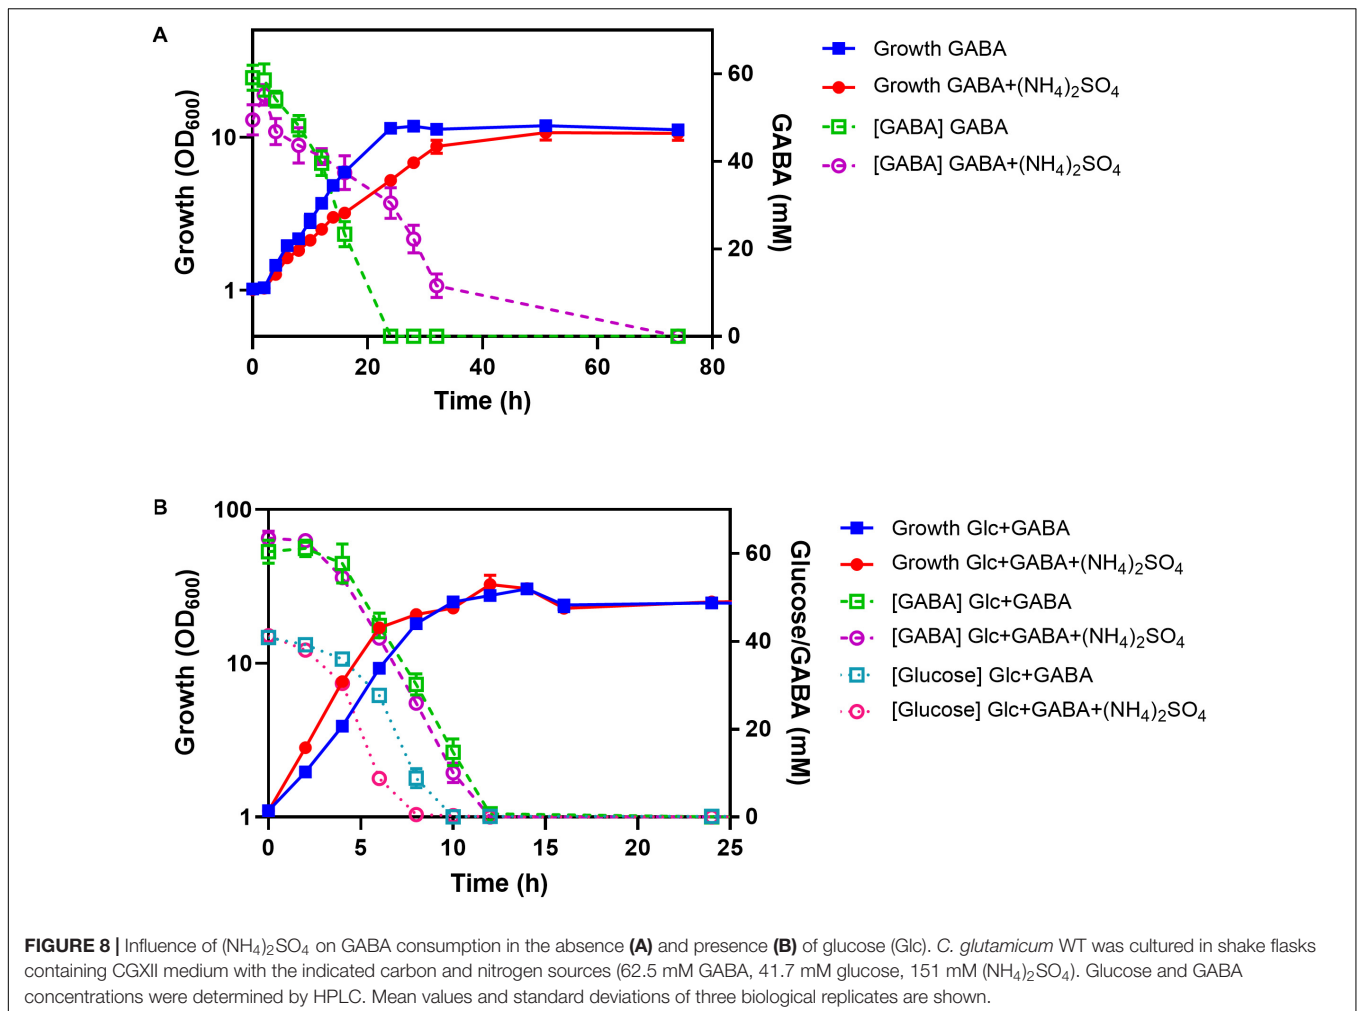 A
Growth (OD600)
10
1
0
20
40
60
80
Time (h)
60
40
20
0
GABA (mM)
Growth GABA
Growth GABA+(NH4)2SO4
[GABA] GABA
[GABA] GABA+(NH4)2SO4
B
Growth (OD600)
100
10
1
0
5
10
15
20
25
Time (h)
60
40
20
0
Glucose/GABA (mM)
Growth Glc+GABA
Growth Glc+GABA+(NH4)2SO4
[GABA] Glc+GABA
[GABA] Glc+GABA+(NH4)2SO4
[Glucose] Glc+GABA
[Glucose] Glc+GABA+(NH4)2SO4
FIGURE 8 | Influence of (NH4)2SO4 on GABA consumption in the absence (A) and presence (B) of glucose (Glc). C. glutamicum WT was cultured in shake flasks
containing CGXII medium with the indicated carbon and nitrogen sources (62.5 mM GABA, 41.7 mM glucose, 151 mM (NH4)2SO4). Glucose and GABA
concentrations were determined by HPLC. Mean values and standard deviations of three biological replicates are shown.